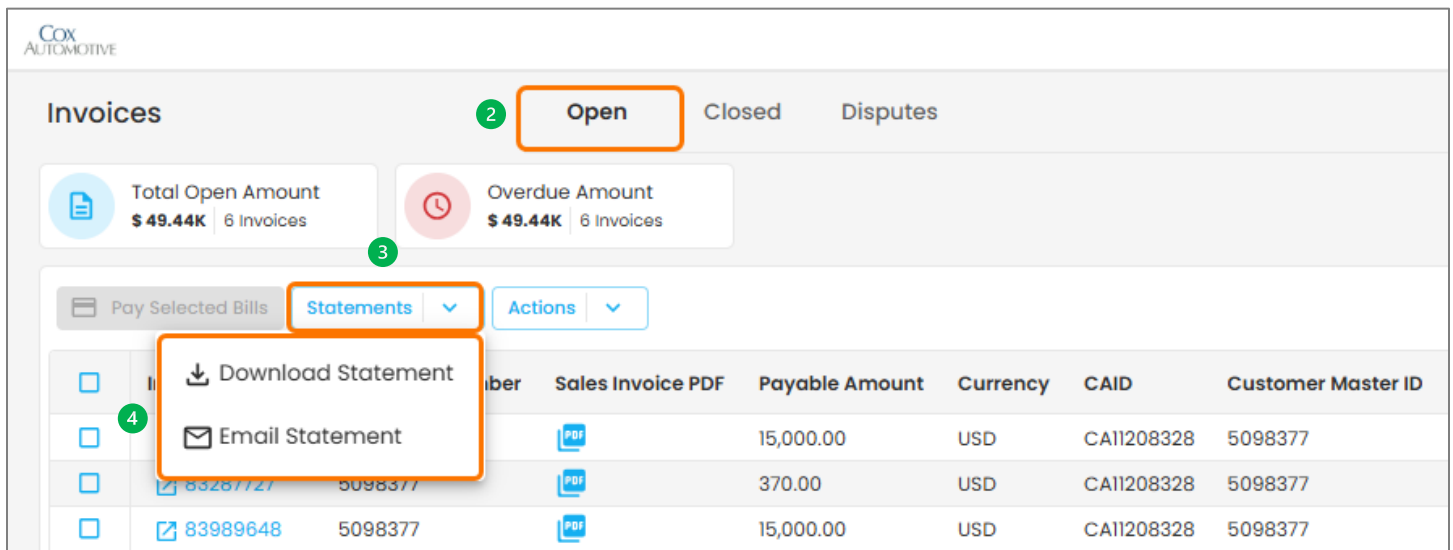 COX
AUTOMOTIVE
Invoices 2 Open Closed Disputes
Total Open Amount Overdue Amount
$ 49.44K 6 Invoices $ 49.44K 6 Invoices
3
Pay Selected Bills Statements Actions
Download Statement
Sales Invoice PDF Payable Amount Currency CAID Customer Master ID
4 Email Statement
PDF 15,000.00 USD CA11208328 5098377
83287727 5098377 PDF 370.00 USD CA11208328 5098377
83989648 5098377 PDF 15,000.00 USD CA11208328 5098377